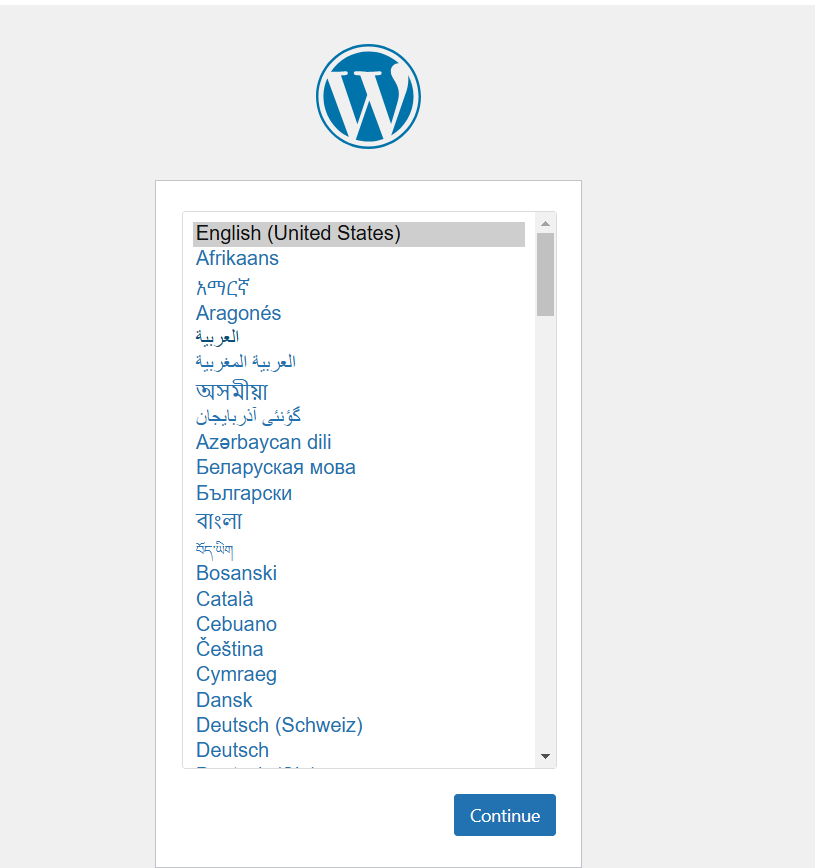 English (United States)
Afrikaans
አማርኛ
Aragonés
العربية
العربية المغربية
অসমীয়া
گؤنئی آذربایجان
Azərbaycan dili
Беларуская мова
Български
বাংলা
བོད་ཡིག
Bosanski
Català
Cebuano
Čeština
Cymraeg
Dansk
Deutsch (Schweiz)
Deutsch
Continue